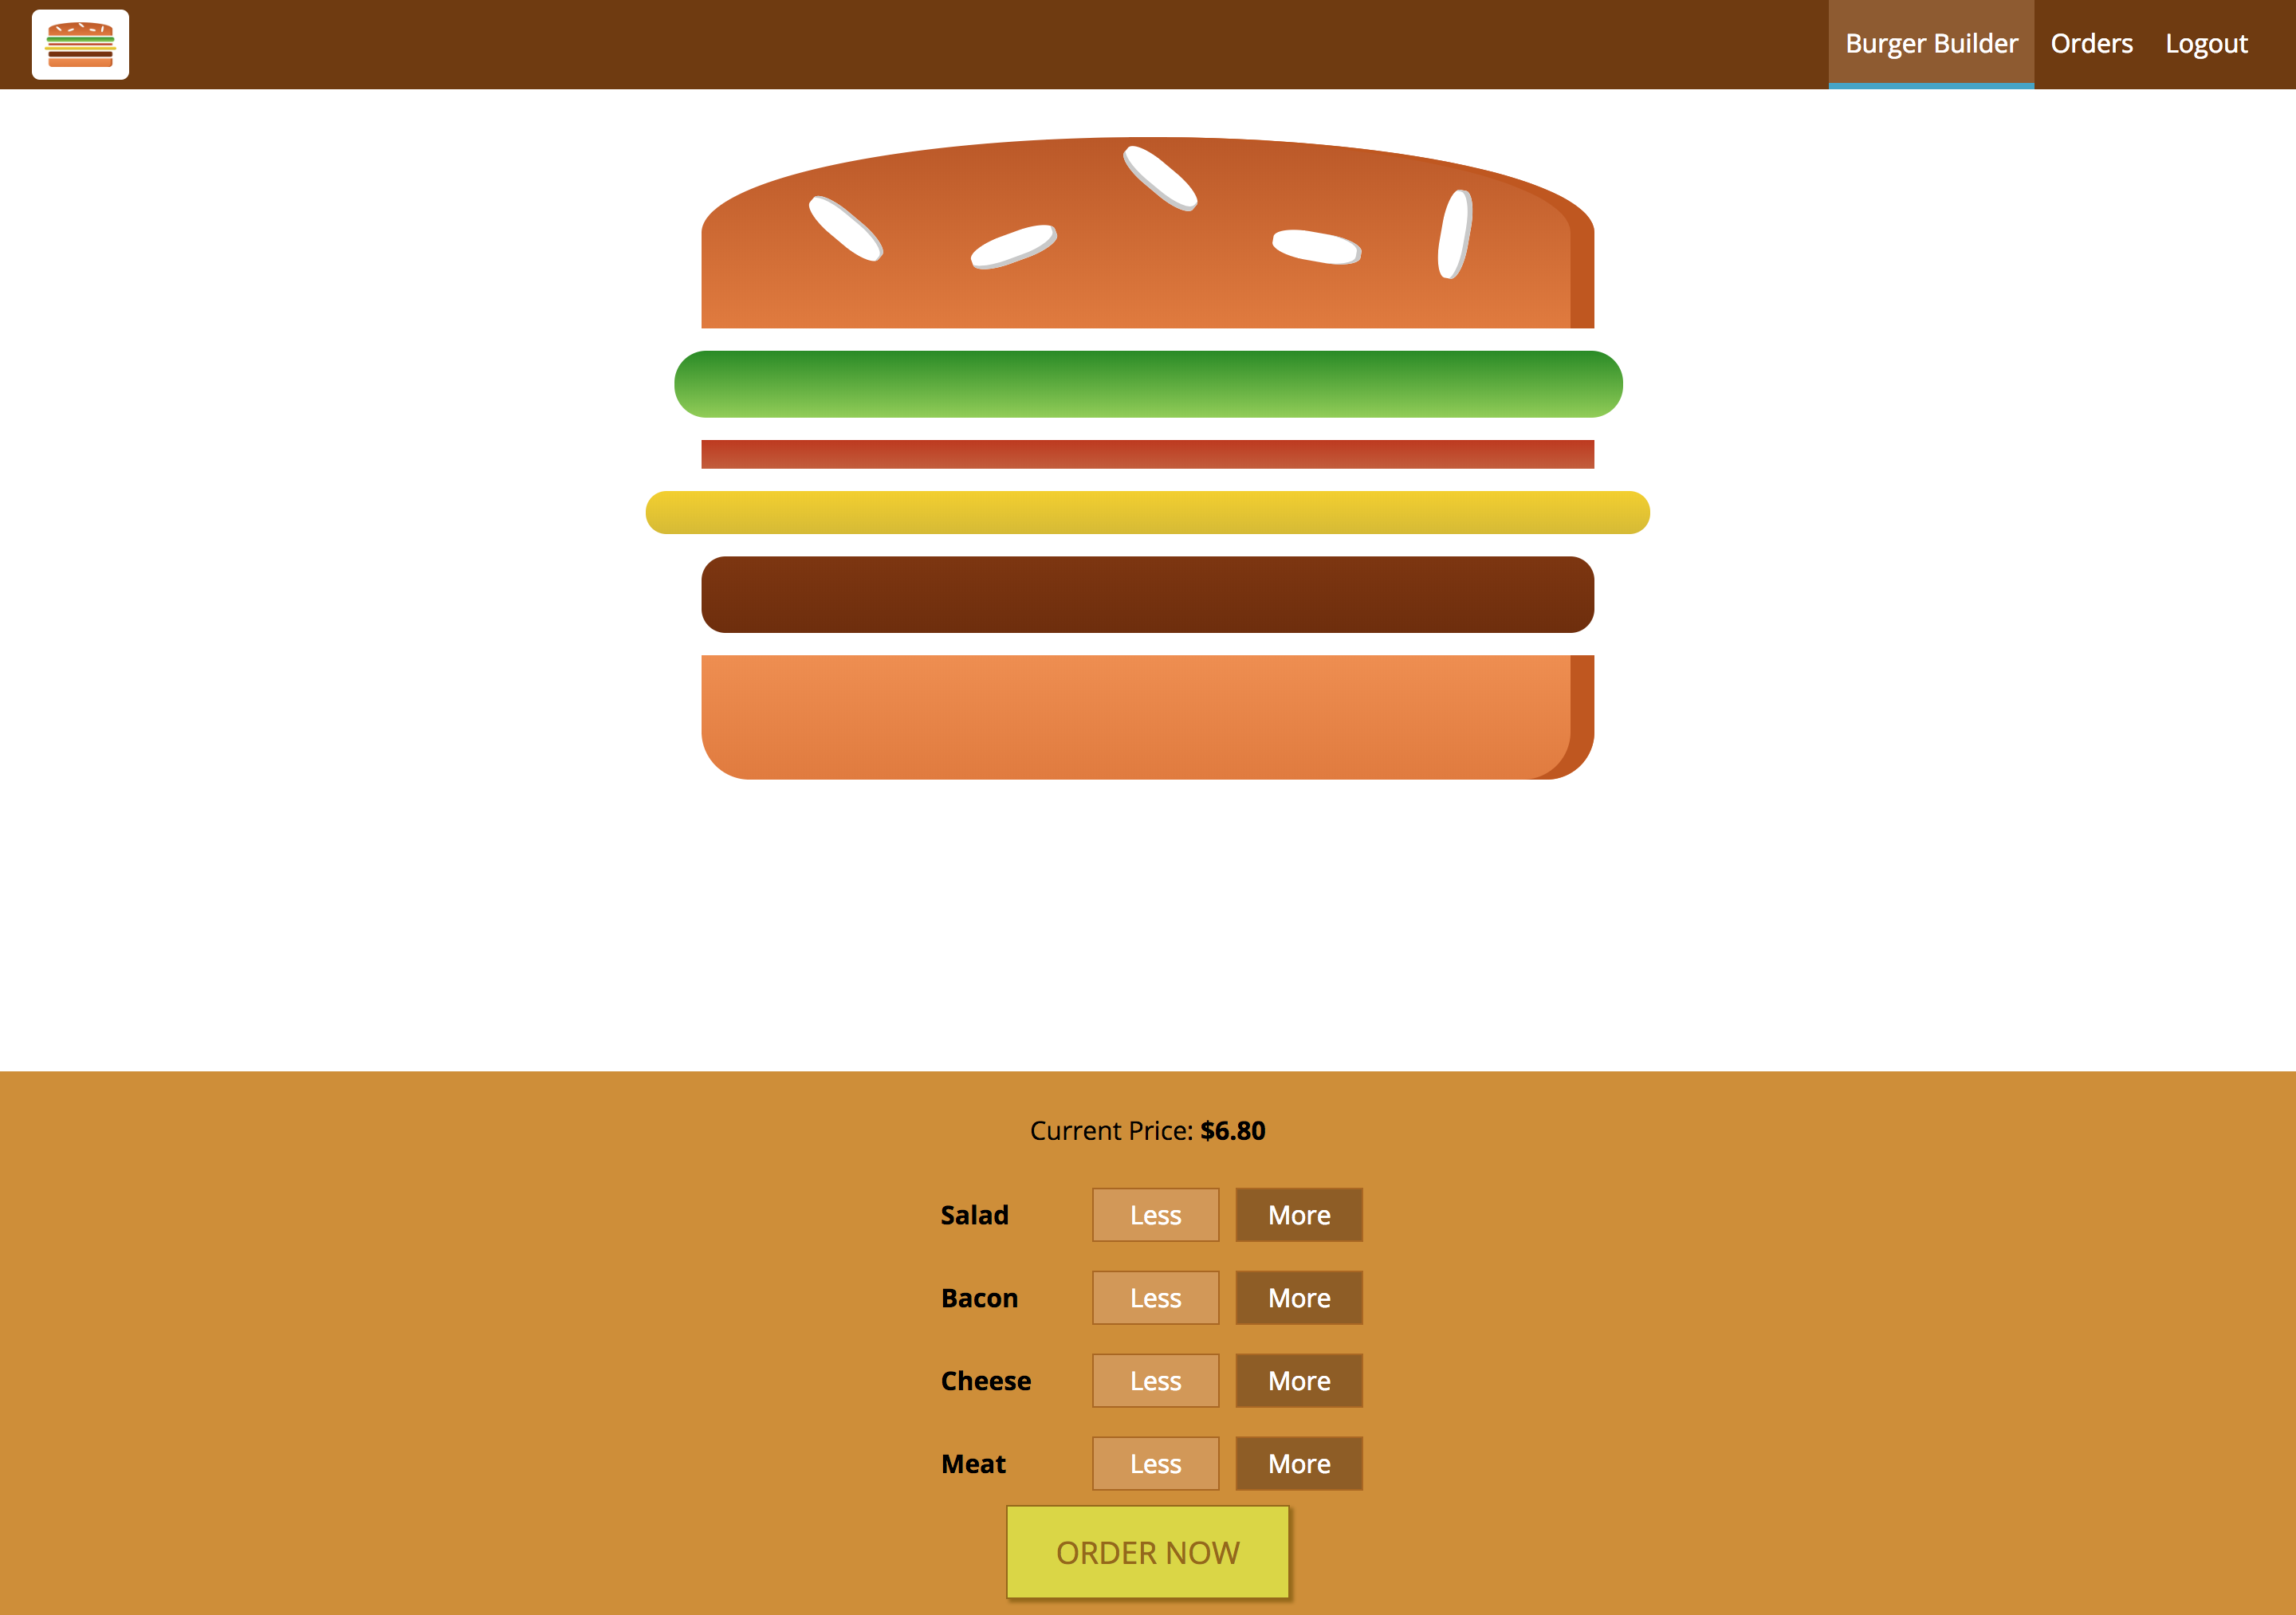 Burger Builder Orders Logout
Current Price: $6.80
Salad Less More
Bacon Less More
Cheese Less More
Meat Less More
ORDER NOW